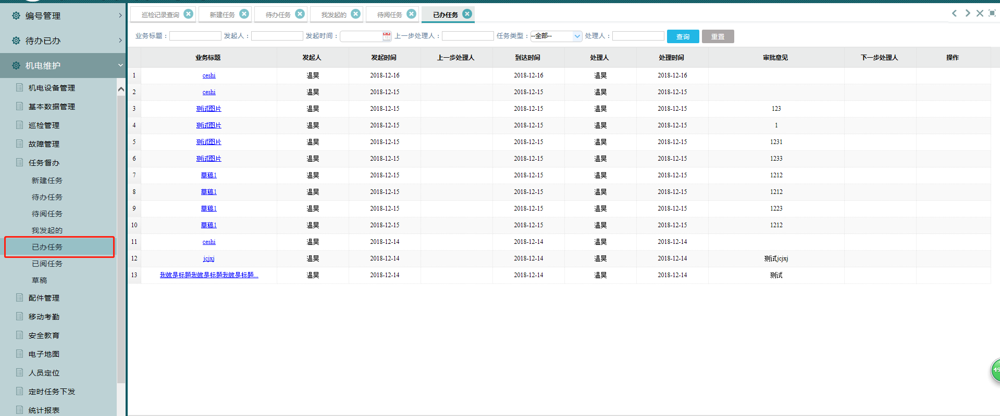 编号管理
待办已办
机电维护
机电设备管理
基本数据管理
巡检管理
故障管理
任务督办
新建任务
待办任务
待阅任务
我发起的
已办任务
已阅任务
草稿
配件管理
移动考勤
安全教育
电子地图
人员定位
定时任务下发
统计报表
巡检记录查询 新建任务 待办任务 我发起的 待阅任务 已办任务
业务标题： 发起人： 发起时间： 上一步处理人： 任务类型： --全部-- 处理人： 查询 重置
业务标题 发起人 发起时间 上一步处理人 到达时间 处理人 处理时间 审批意见 下一步处理人 操作
1 ceshi 温昊 2018-12-16 2018-12-16 温昊 2018-12-16
2 ceshi 温昊 2018-12-15 2018-12-15 温昊 2018-12-15
3 测试图片 温昊 2018-12-15 2018-12-15 温昊 2018-12-15 123
4 测试图片 温昊 2018-12-15 2018-12-15 温昊 2018-12-15 1
5 测试图片 温昊 2018-12-15 2018-12-15 温昊 2018-12-15 1231
6 测试图片 温昊 2018-12-15 2018-12-15 温昊 2018-12-15 1233
7 草稿1 温昊 2018-12-15 2018-12-15 温昊 2018-12-15 1212
8 草稿1 温昊 2018-12-15 2018-12-15 温昊 2018-12-15 1212
9 草稿1 温昊 2018-12-15 2018-12-15 温昊 2018-12-15 1223
10 草稿1 温昊 2018-12-15 2018-12-15 温昊 2018-12-15 1212
11 ceshi 温昊 2018-12-14 2018-12-14 温昊 2018-12-14
12 jcjxj 温昊 2018-12-14 2018-12-14 温昊 2018-12-14 测试jcjxj
13 我就是标题我就是标题我就是标题... 温昊 2018-12-14 2018-12-14 温昊 2018-12-14 测试